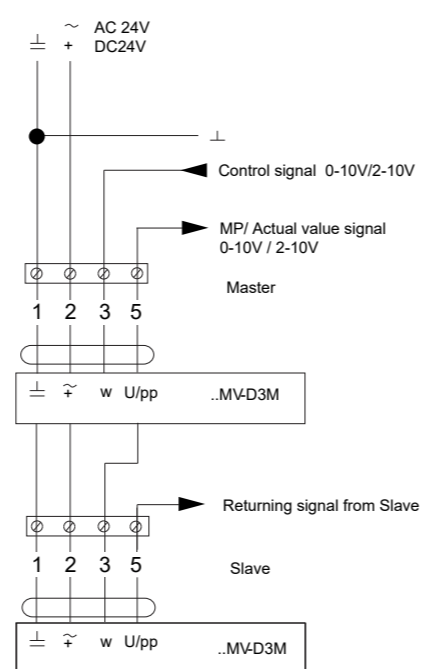 ⊥ ~ AC 24V
+ DC24V
⊥
Control signal 0-10V/2-10V
MP/ Actual value signal
0-10V / 2-10V
Master
1 2 3 5
⊥ ~+ w U/pp ..MV-D3M
Returning signal from Slave
1 2 3 5
Slave
⊥ ~+ w U/pp ..MV-D3M